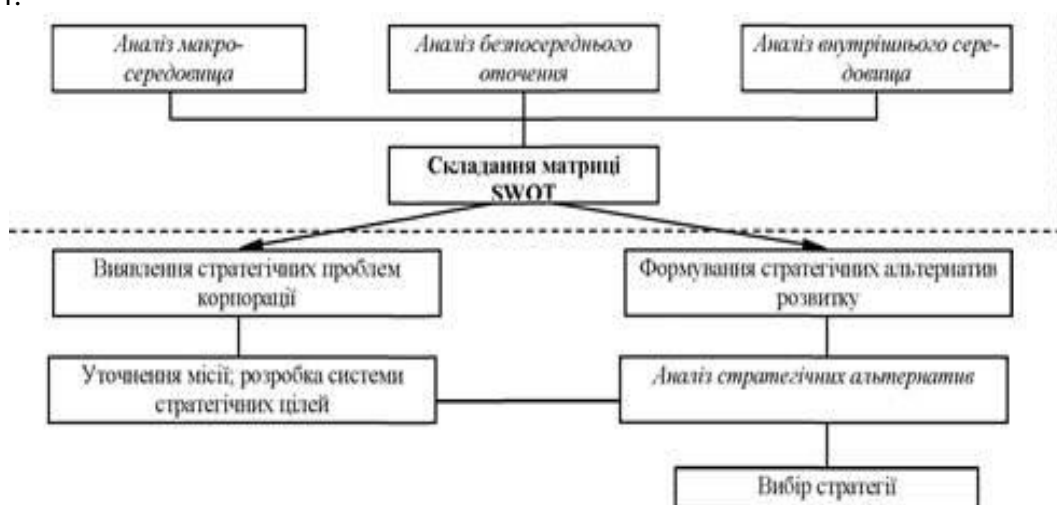 Аналіз макро-
середовища
Аналіз безпосереднього
оточення
Аналіз внутрішнього сере-
довища
Складання матриці
SWOT
Виявлення стратегічних проблем
корпорації
Формування стратегічних альтернатив
розвитку
Уточнення місії; розробка системи
стратегічних цілей
Аналіз стратегічних альтернатив
Вибір стратегії